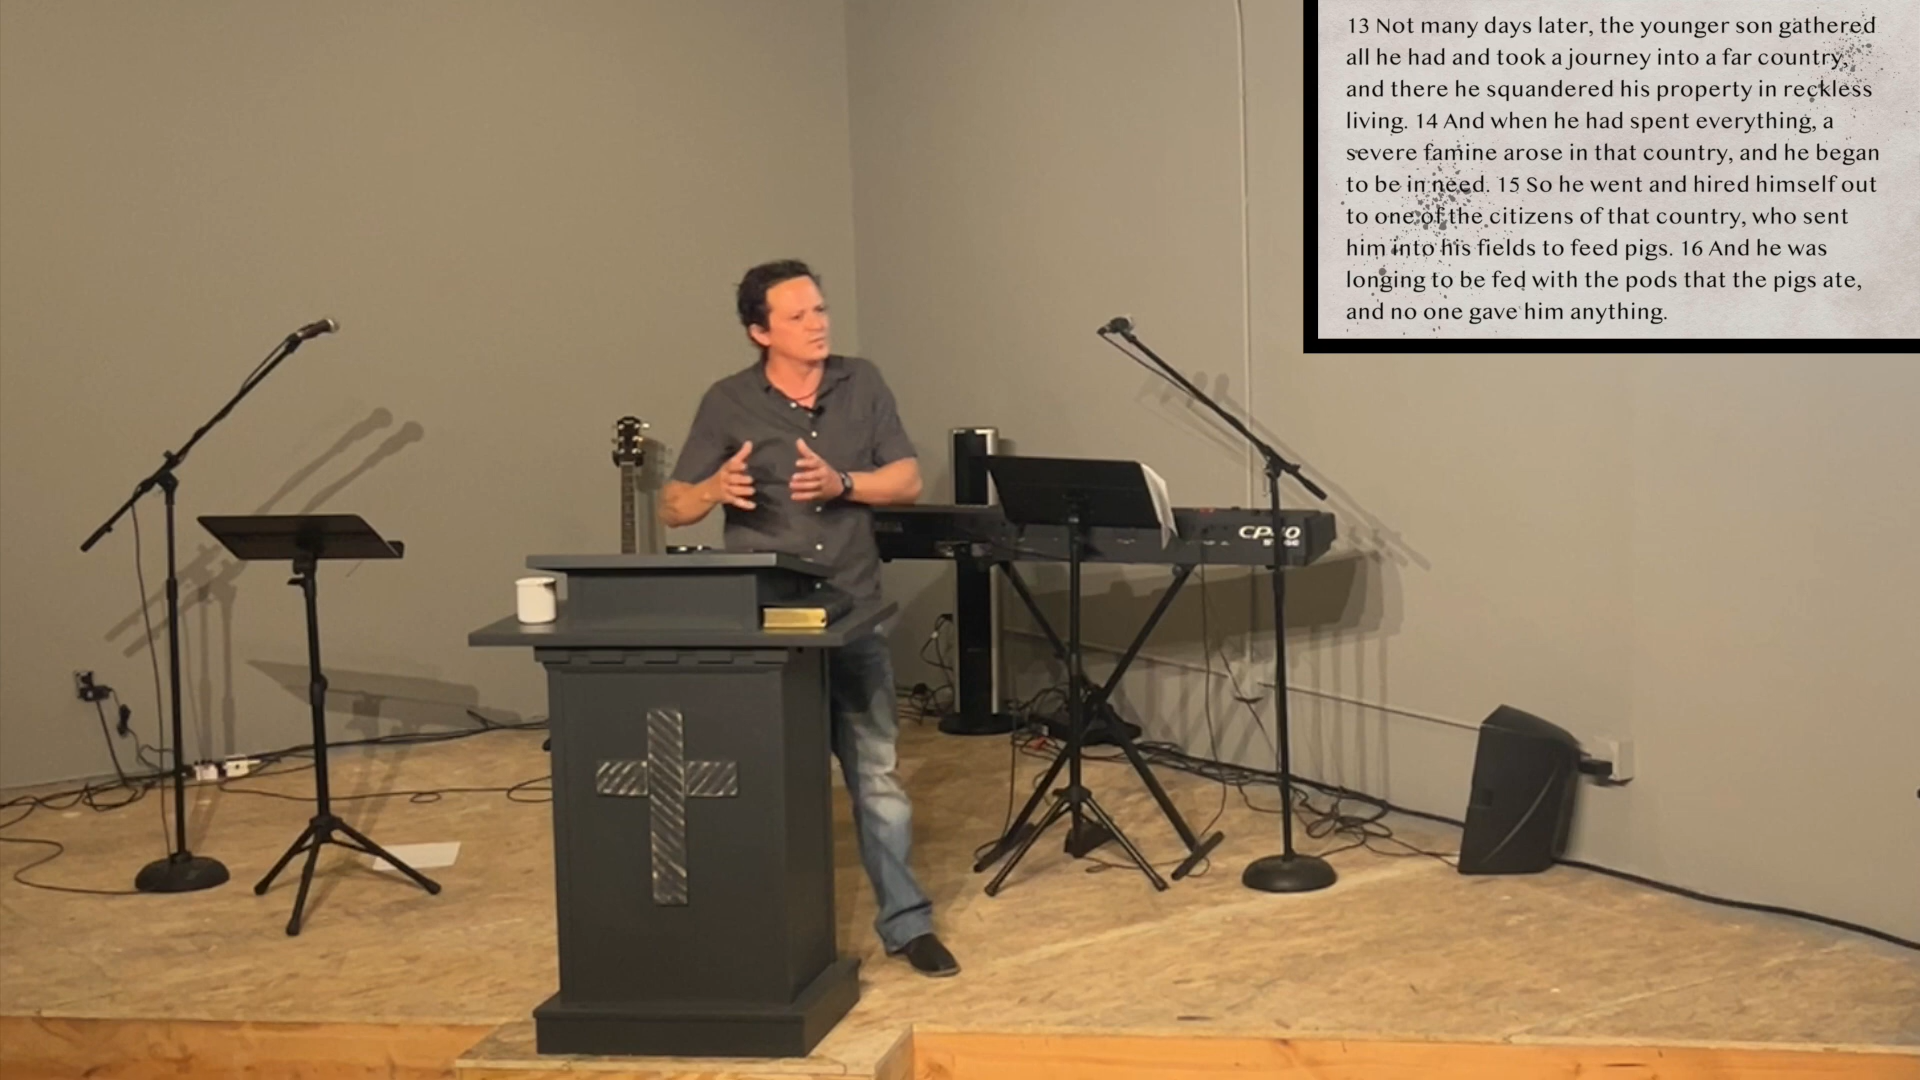 13 Not many days later, the younger son gathered
all he had and took a journey into a far country,
and there he squandered his property in reckless
living. 14 And when he had spent everything, a
severe famine arose in that country, and he began
to be in need. 15 So he went and hired himself out
to one of the citizens of that country, who sent
him into his fields to feed pigs. 16 And he was
longing to be fed with the pods that the pigs ate,
and no one gave him anything.